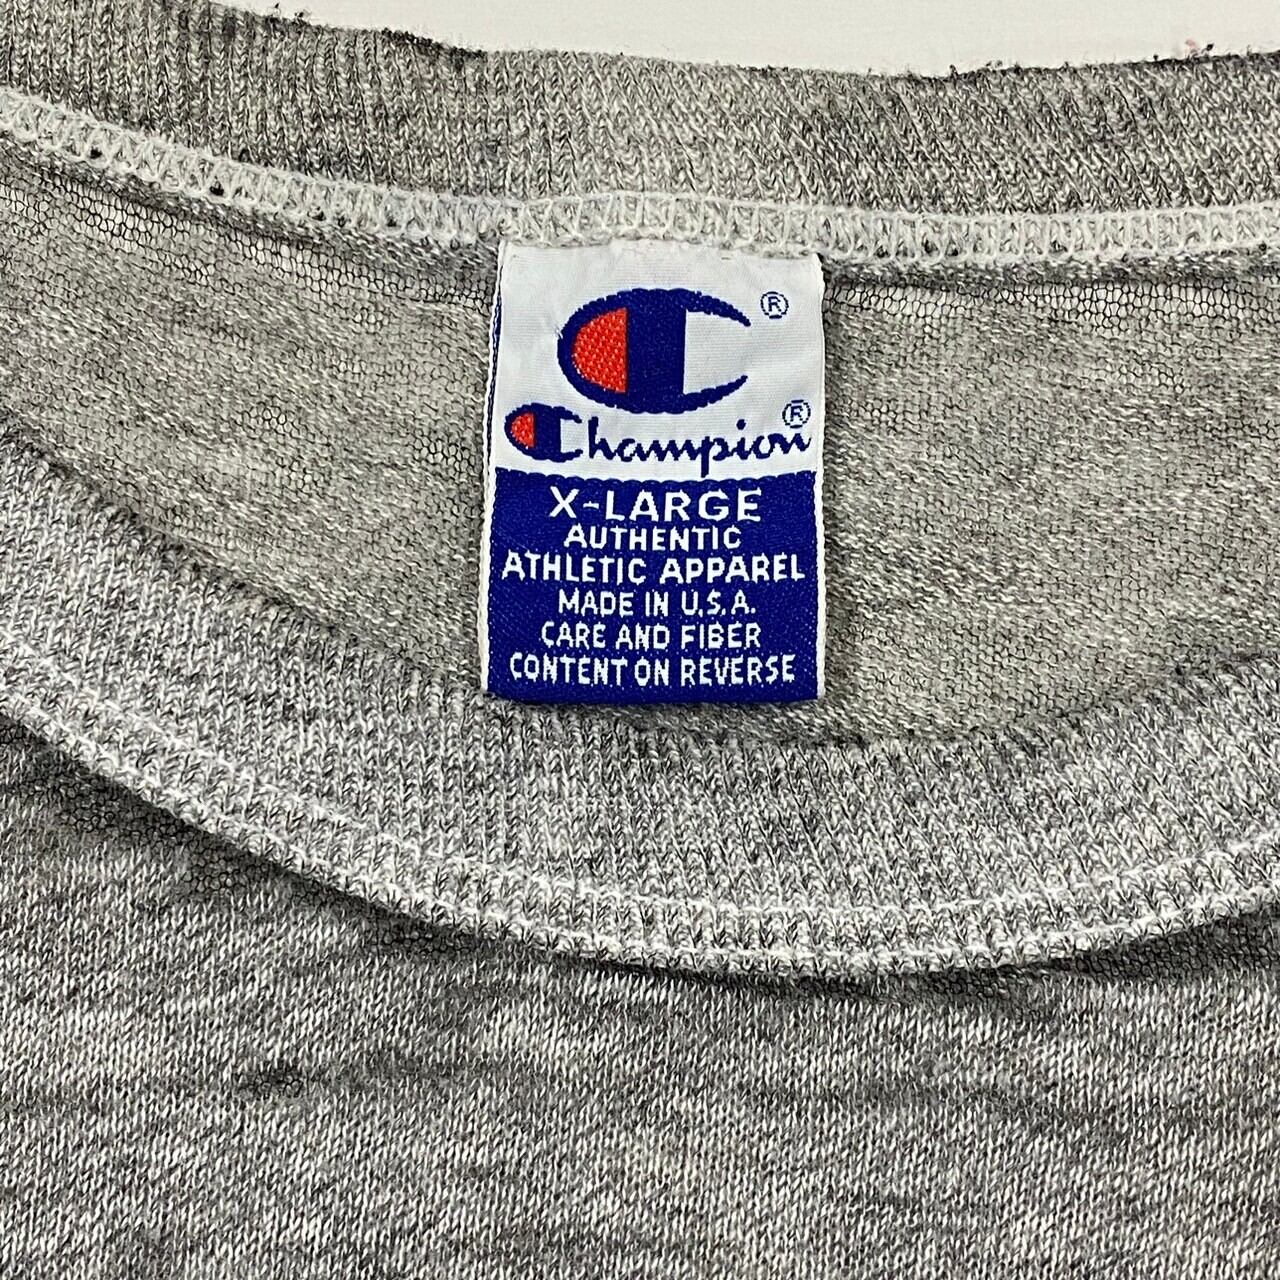 ®
Champion®
X-LARGE
AUTHENTIC
ATHLETIC APPAREL
MADE IN U.S.A.
CARE AND FIBER
CONTENT ON REVERSE